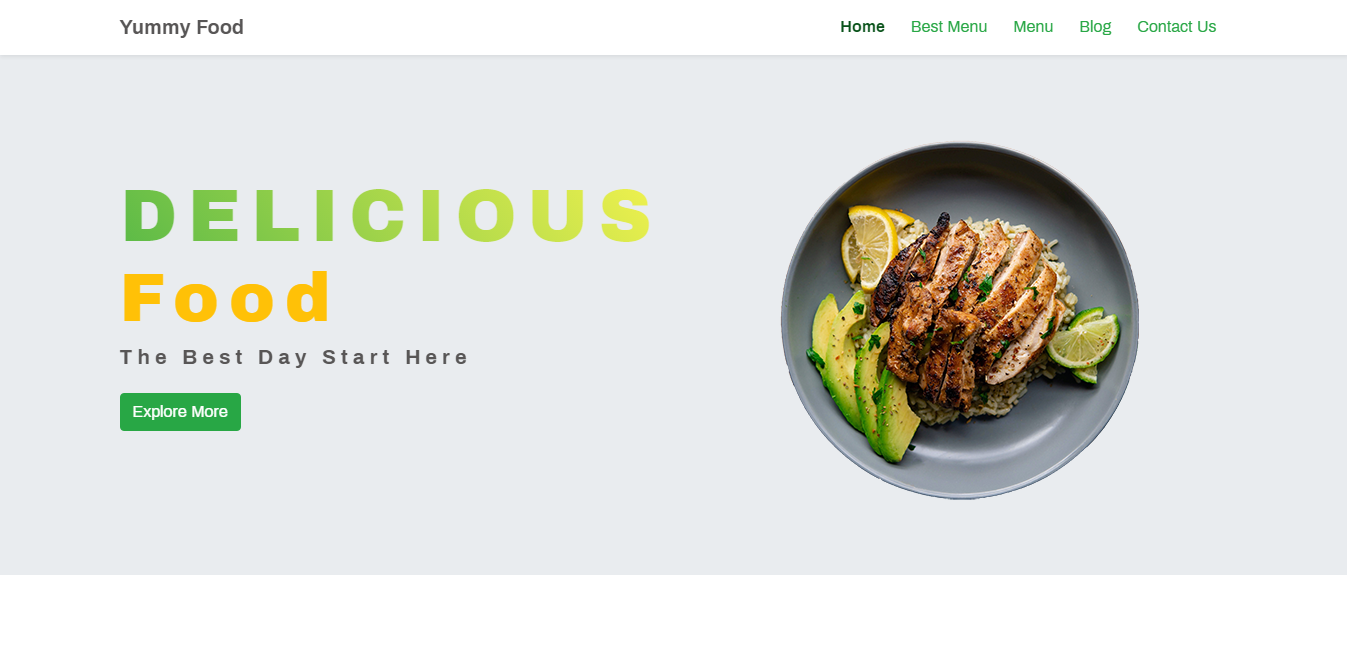 Yummy Food
Home Best Menu Menu Blog Contact Us
DELICIOUS
Food
The Best Day Start Here
Explore More